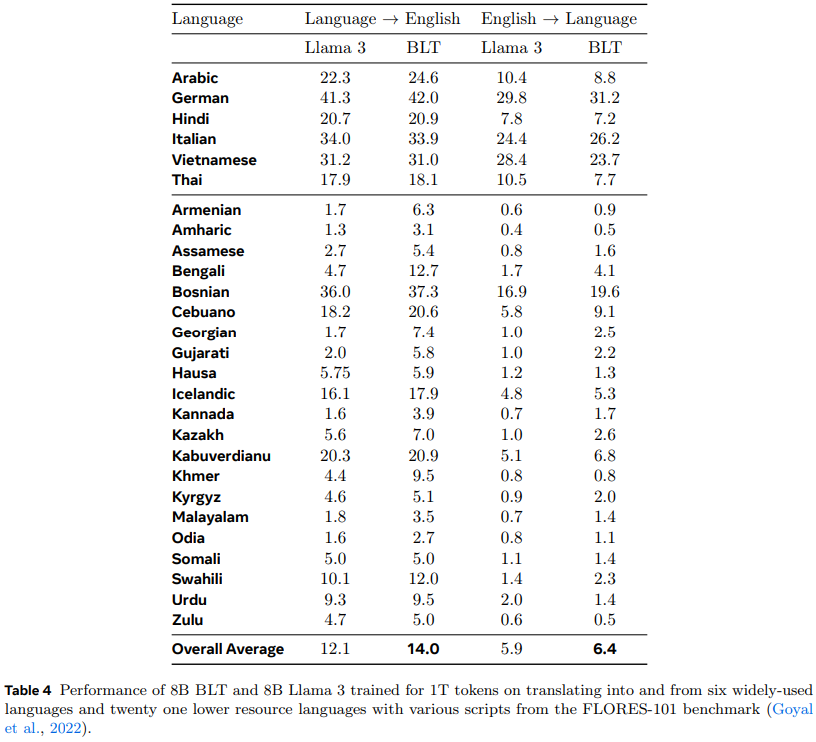 Language Language → English English → Language
Llama 3 BLT Llama 3 BLT
Arabic 22.3 24.6 10.4 8.8
German 41.3 42.0 29.8 31.2
Hindi 20.7 20.9 7.8 7.2
Italian 34.0 33.9 24.4 26.2
Vietnamese 31.2 31.0 28.4 23.7
Thai 17.9 18.1 10.5 7.7
Armenian 1.7 6.3 0.6 0.9
Amharic 1.3 3.1 0.4 0.5
Assamese 2.7 5.4 0.8 1.6
Bengali 4.7 12.7 1.7 4.1
Bosnian 36.0 37.3 16.9 19.6
Cebuano 18.2 20.6 5.8 9.1
Georgian 1.7 7.4 1.0 2.5
Gujarati 2.0 5.8 1.0 2.2
Hausa 5.75 5.9 1.2 1.3
Icelandic 16.1 17.9 4.8 5.3
Kannada 1.6 3.9 0.7 1.7
Kazakh 5.6 7.0 1.0 2.6
Kabuverdianu 20.3 20.9 5.1 6.8
Khmer 4.4 9.5 0.8 0.8
Kyrgyz 4.6 5.1 0.9 2.0
Malayalam 1.8 3.5 0.7 1.4
Odia 1.6 2.7 0.8 1.1
Somali 5.0 5.0 1.1 1.4
Swahili 10.1 12.0 1.4 2.3
Urdu 9.3 9.5 2.0 1.4
Zulu 4.7 5.0 0.6 0.5
Overall Average 12.1 14.0 5.9 6.4
Table 4 Performance of 8B BLT and 8B Llama 3 trained for 1T tokens on translating into and from six widely-used
languages and twenty one lower resource languages with various scripts from the FLORES-101 benchmark (Goyal
et al., 2022).